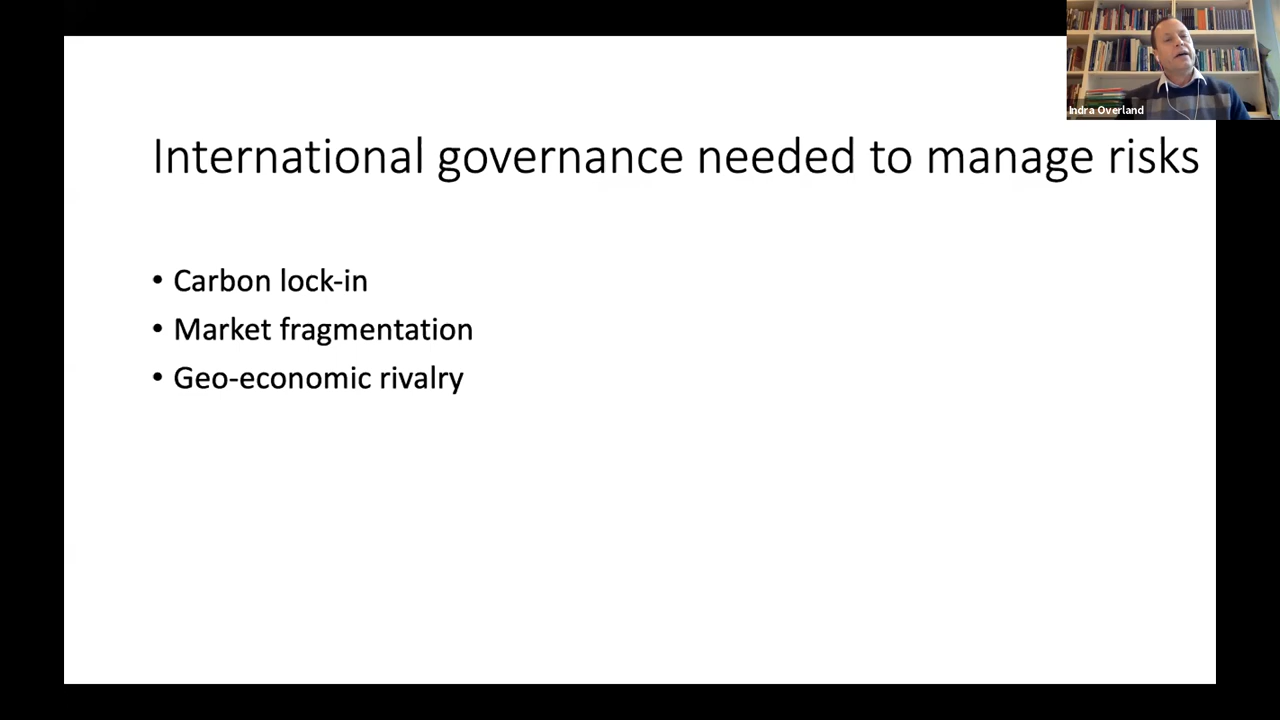 Indra Overland
International governance needed to manage risks
• Carbon lock-in
• Market fragmentation
• Geo-economic rivalry